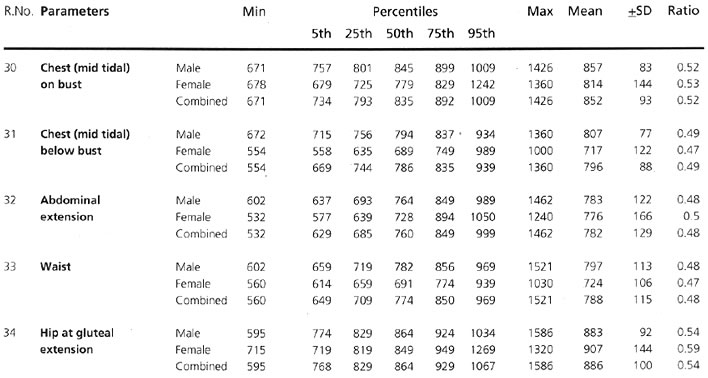 R.No. Parameters Min Percentiles Max Mean ±SD Ratio
5th 25th 50th 75th 95th
30 Chest (mid tidal) Male 671 757 801 845 899 1009 1426 857 83 0.52
on bust Female 678 679 725 779 829 1242 1360 814 144 0.53
Combined 671 734 793 835 892 1009 1426 852 93 0.52
31 Chest (mid tidal) Male 672 715 756 794 837 934 1360 807 77 0.49
below bust Female 554 558 635 689 749 989 1000 717 122 0.47
Combined 554 669 744 786 835 939 1360 796 88 0.49
32 Abdominal Male 602 637 693 764 849 989 1462 783 122 0.48
extension Female 532 577 639 728 894 1050 1240 776 166 0.5
Combined 532 629 685 760 849 999 1462 782 129 0.48
33 Waist Male 602 659 719 782 856 969 1521 797 113 0.48
Female 560 614 659 691 774 939 1030 724 106 0.47
Combined 560 649 709 774 850 969 1521 788 115 0.48
34 Hip at gluteal Male 595 774 829 864 924 1034 1586 883 92 0.54
extension Female 715 719 819 849 949 1269 1320 907 144 0.59
Combined 595 768 829 864 929 1067 1586 886 100 0.54